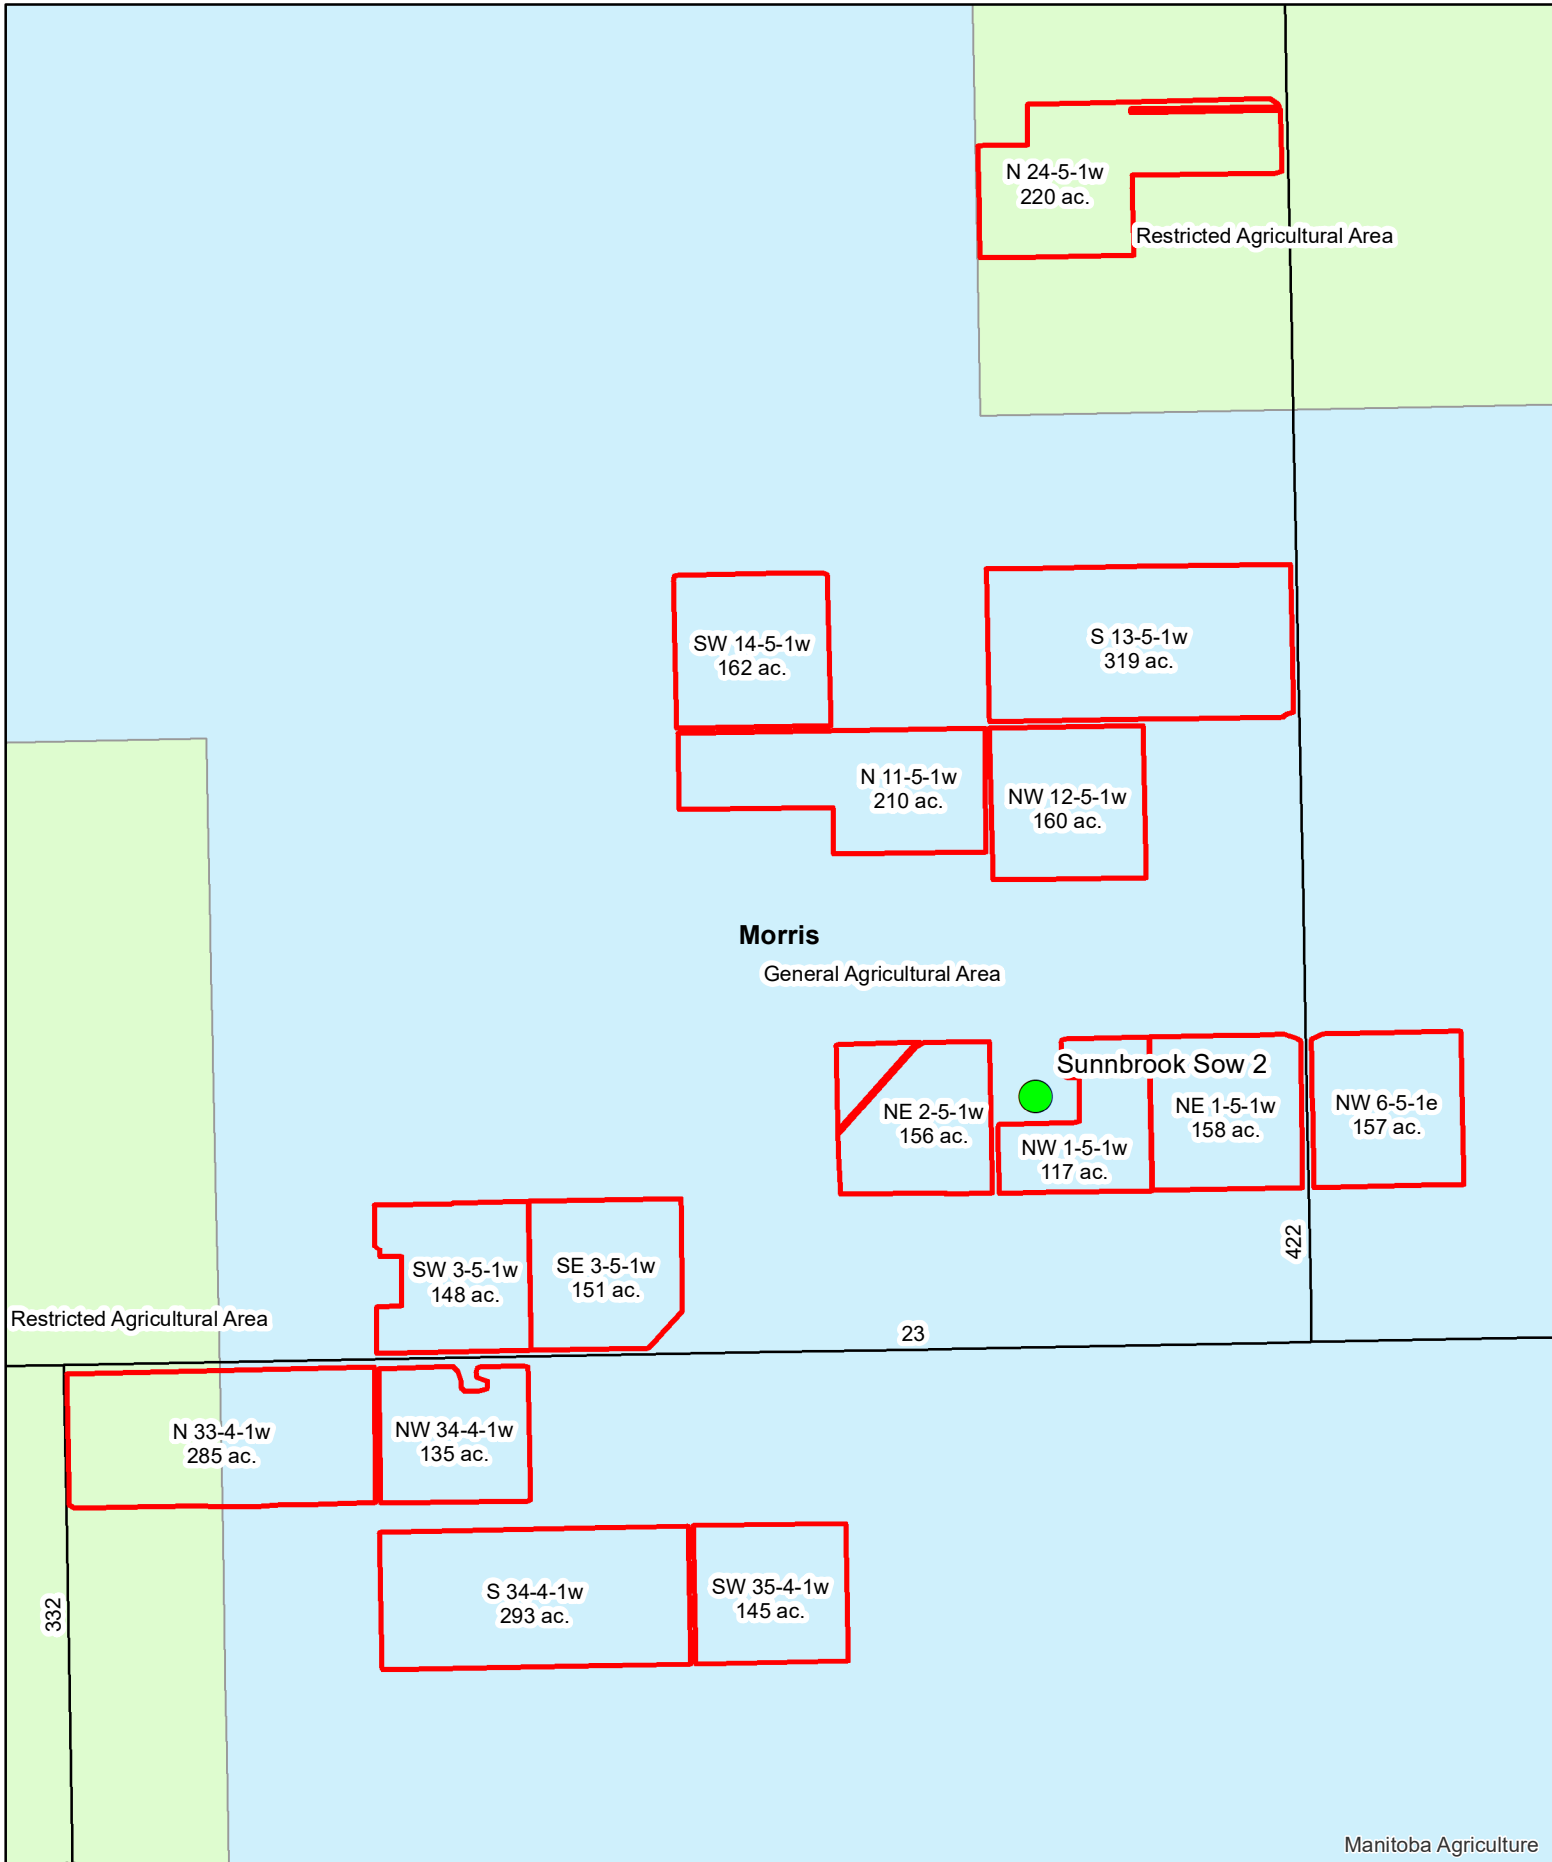 N 24-5-1w
220 ac.
Restricted Agricultural Area
SW 14-5-1w
162 ac.
S 13-5-1w
319 ac.
N 11-5-1w
210 ac.
NW 12-5-1w
160 ac.
Morris
General Agricultural Area
Sunnbrook Sow 2
NE 2-5-1w
156 ac.
NW 1-5-1w
117 ac.
NE 1-5-1w
158 ac.
NW 6-5-1e
157 ac.
422
SW 3-5-1w
148 ac.
SE 3-5-1w
151 ac.
Restricted Agricultural Area
23
N 33-4-1w
285 ac.
NW 34-4-1w
135 ac.
332
S 34-4-1w
293 ac.
SW 35-4-1w
145 ac.
Manitoba Agriculture